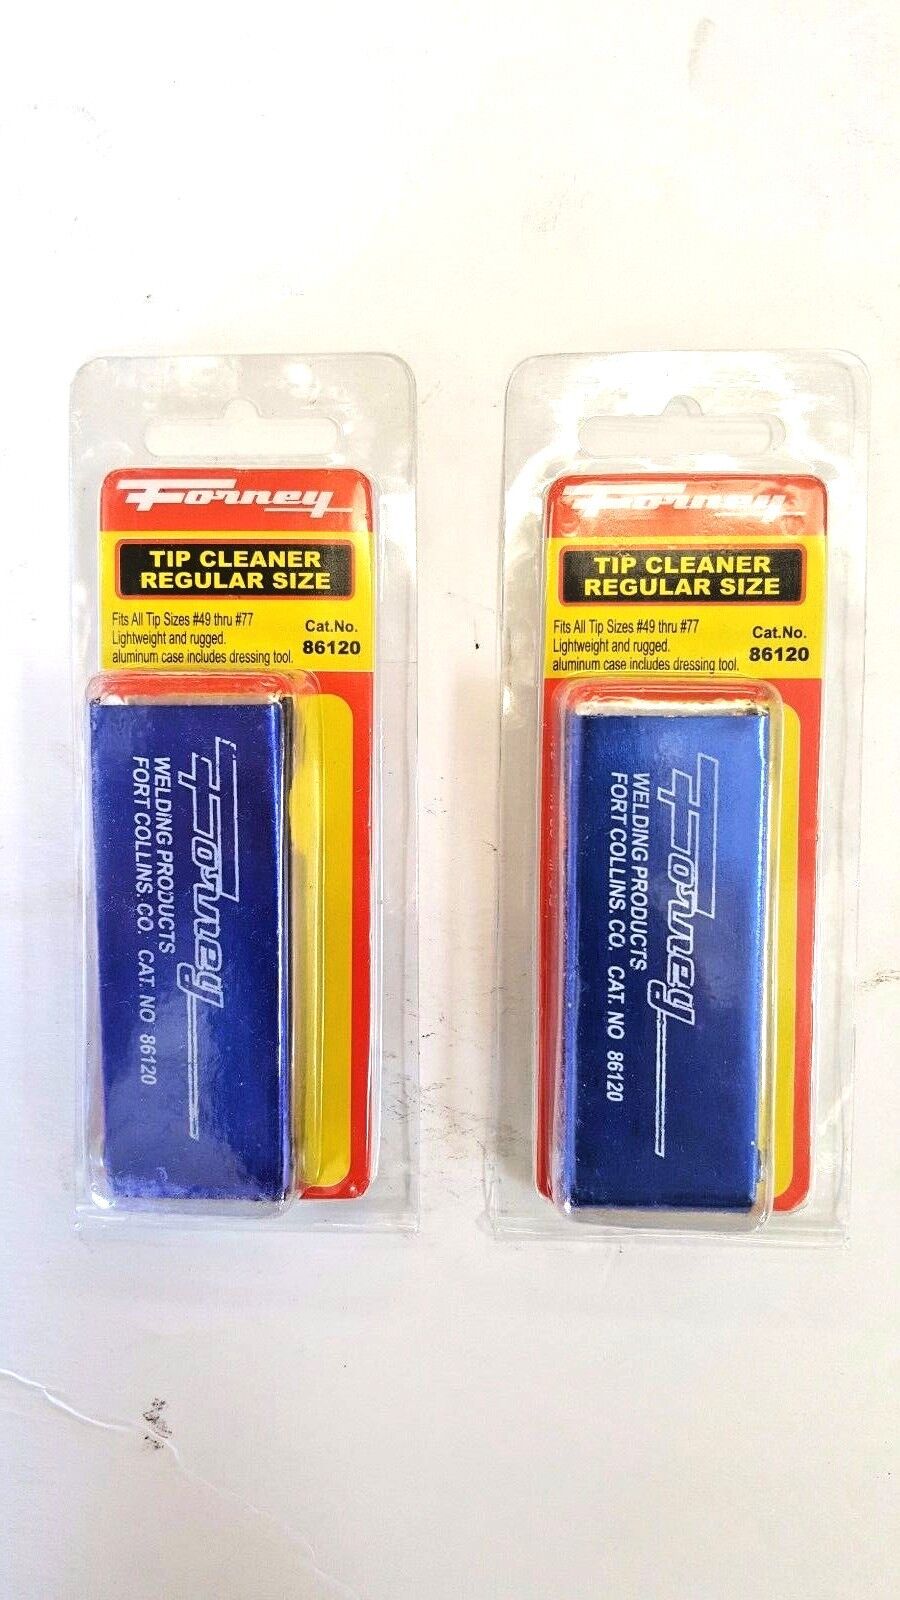 Forney
TIP CLEANER
REGULAR SIZE
Fits All Tip Sizes #49 thru #77
Lightweight and rugged.
aluminum case includes dressing tool.
Cat.No.
86120
Forney
WELDING PRODUCTS
FORT COLLINS. CO. CAT. NO 86120
Forney
TIP CLEANER
REGULAR SIZE
Fits All Tip Sizes #49 thru #77
Lightweight and rugged.
aluminum case includes dressing tool.
Cat.No.
86120
Forney
WELDING PRODUCTS
FORT COLLINS. CO. CAT. NO 86120